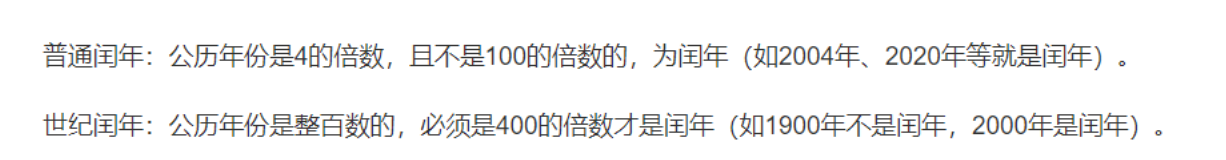 普通闰年：公历年份是4的倍数，且不是100的倍数的，为闰年（如2004年、2020年等就是闰年）。
世纪闰年：公历年份是整百数的，必须是400的倍数才是闰年（如1900年不是闰年，2000年是闰年）。